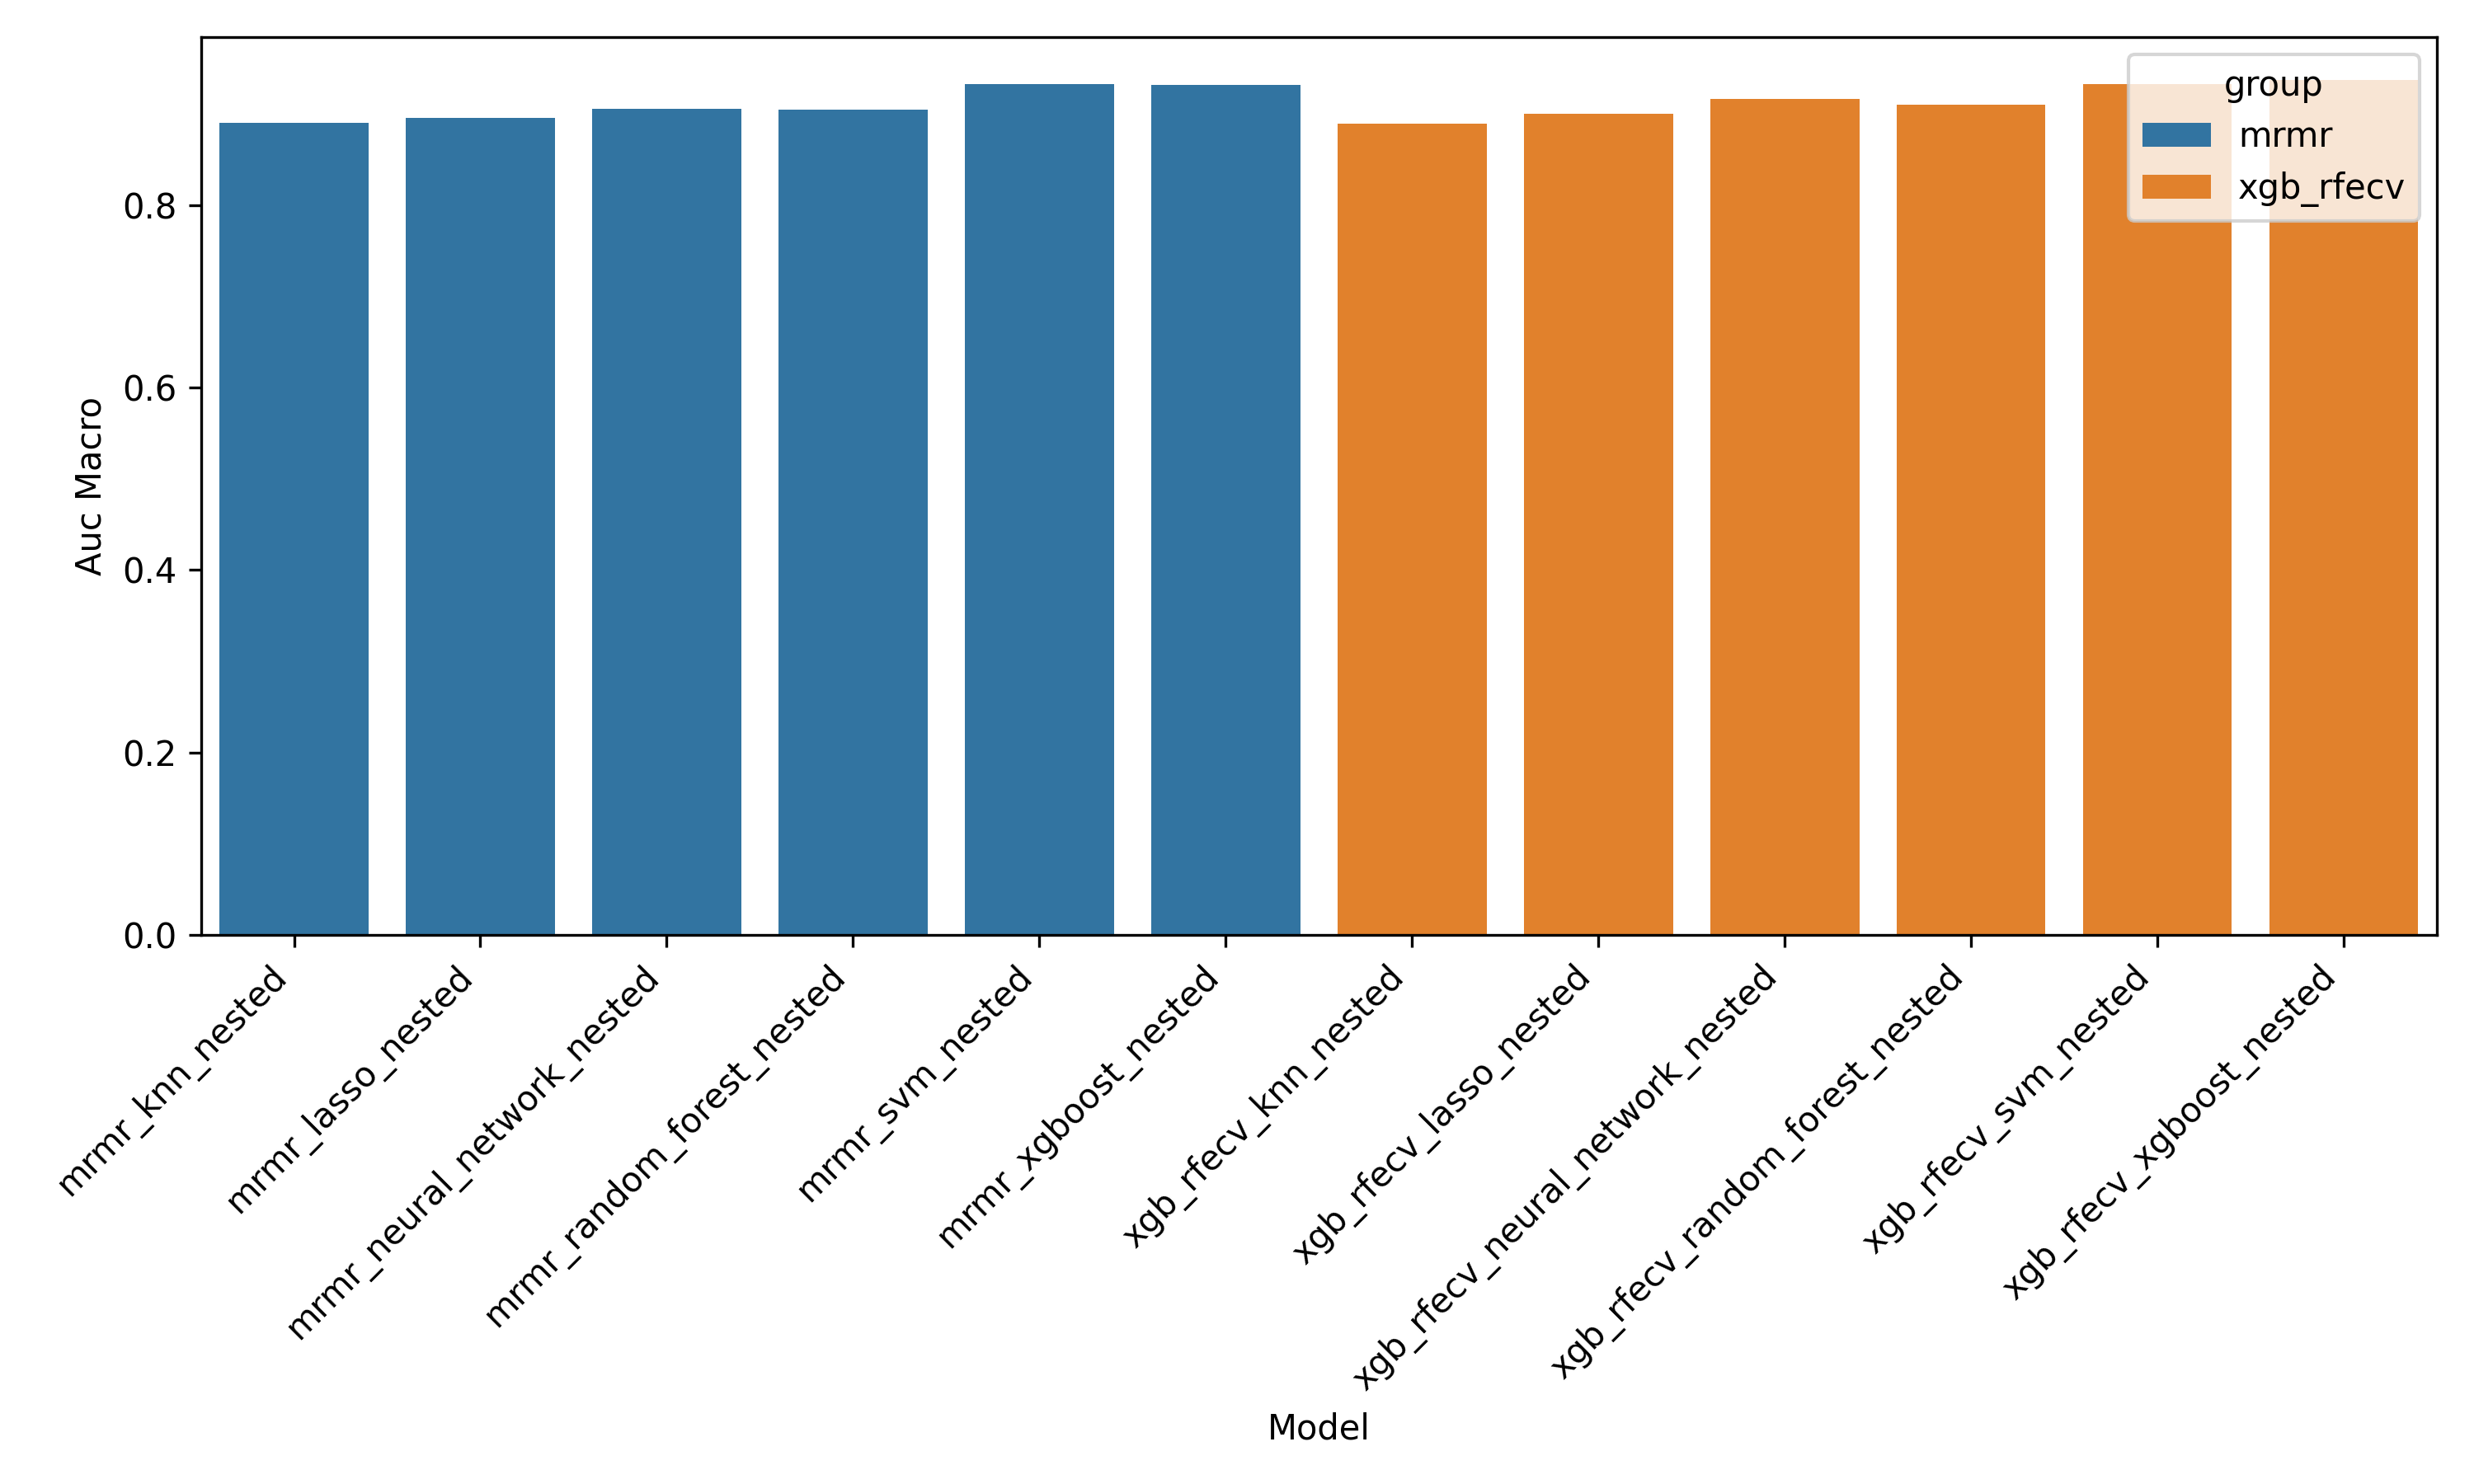 group
mrmr
xgb_rfecv
Auc Macro
0.8
0.6
0.4
0.2
0.0
mrmr_knn_nested
mrmr_lasso_nested
mrmr_neural_network_nested
mrmr_random_forest_nested
mrmr_svm_nested
mrmr_xgboost_nested
xgb_rfecv_knn_nested
xgb_rfecv_lasso_nested
xgb_rfecv_neural_network_nested
xgb_rfecv_random_forest_nested
xgb_rfecv_svm_nested
xgb_rfecv_xgboost_nested
Model